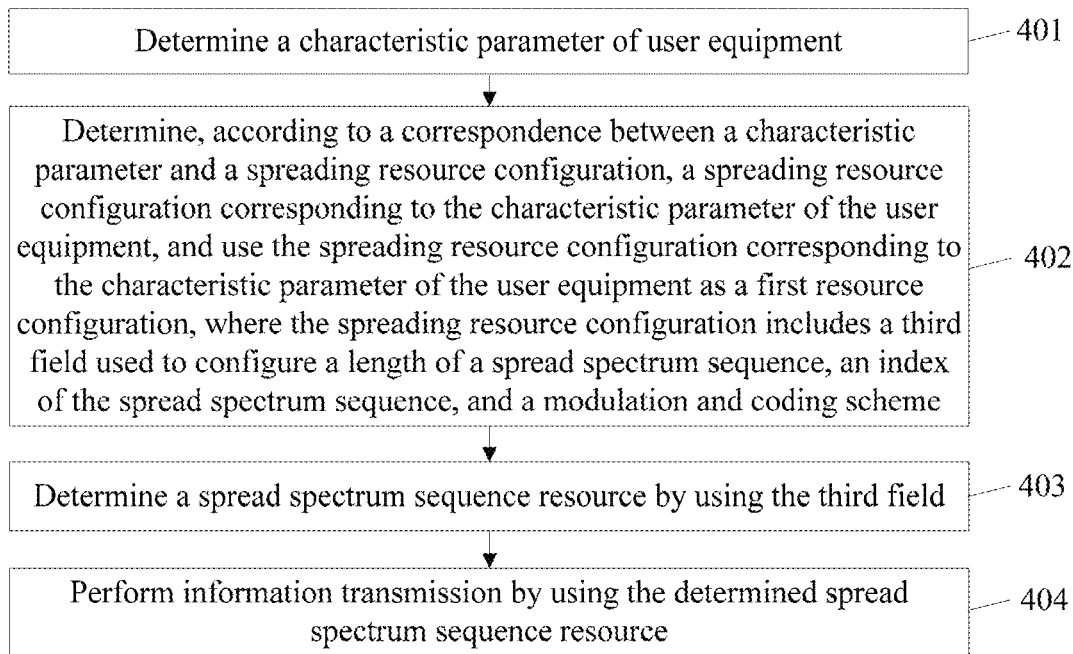 Determine a characteristic parameter of user equipment
401
Determine, according to a correspondence between a characteristic
parameter and a spreading resource configuration, a spreading resource
configuration corresponding to the characteristic parameter of the user
equipment, and use the spreading resource configuration corresponding to
the characteristic parameter of the user equipment as a first resource
configuration, where the spreading resource configuration includes a third
field used to configure a length of a spread spectrum sequence, an index
of the spread spectrum sequence, and a modulation and coding scheme
402
Determine a spread spectrum sequence resource by using the third field
403
Perform information transmission by using the determined spread
spectrum sequence resource
404